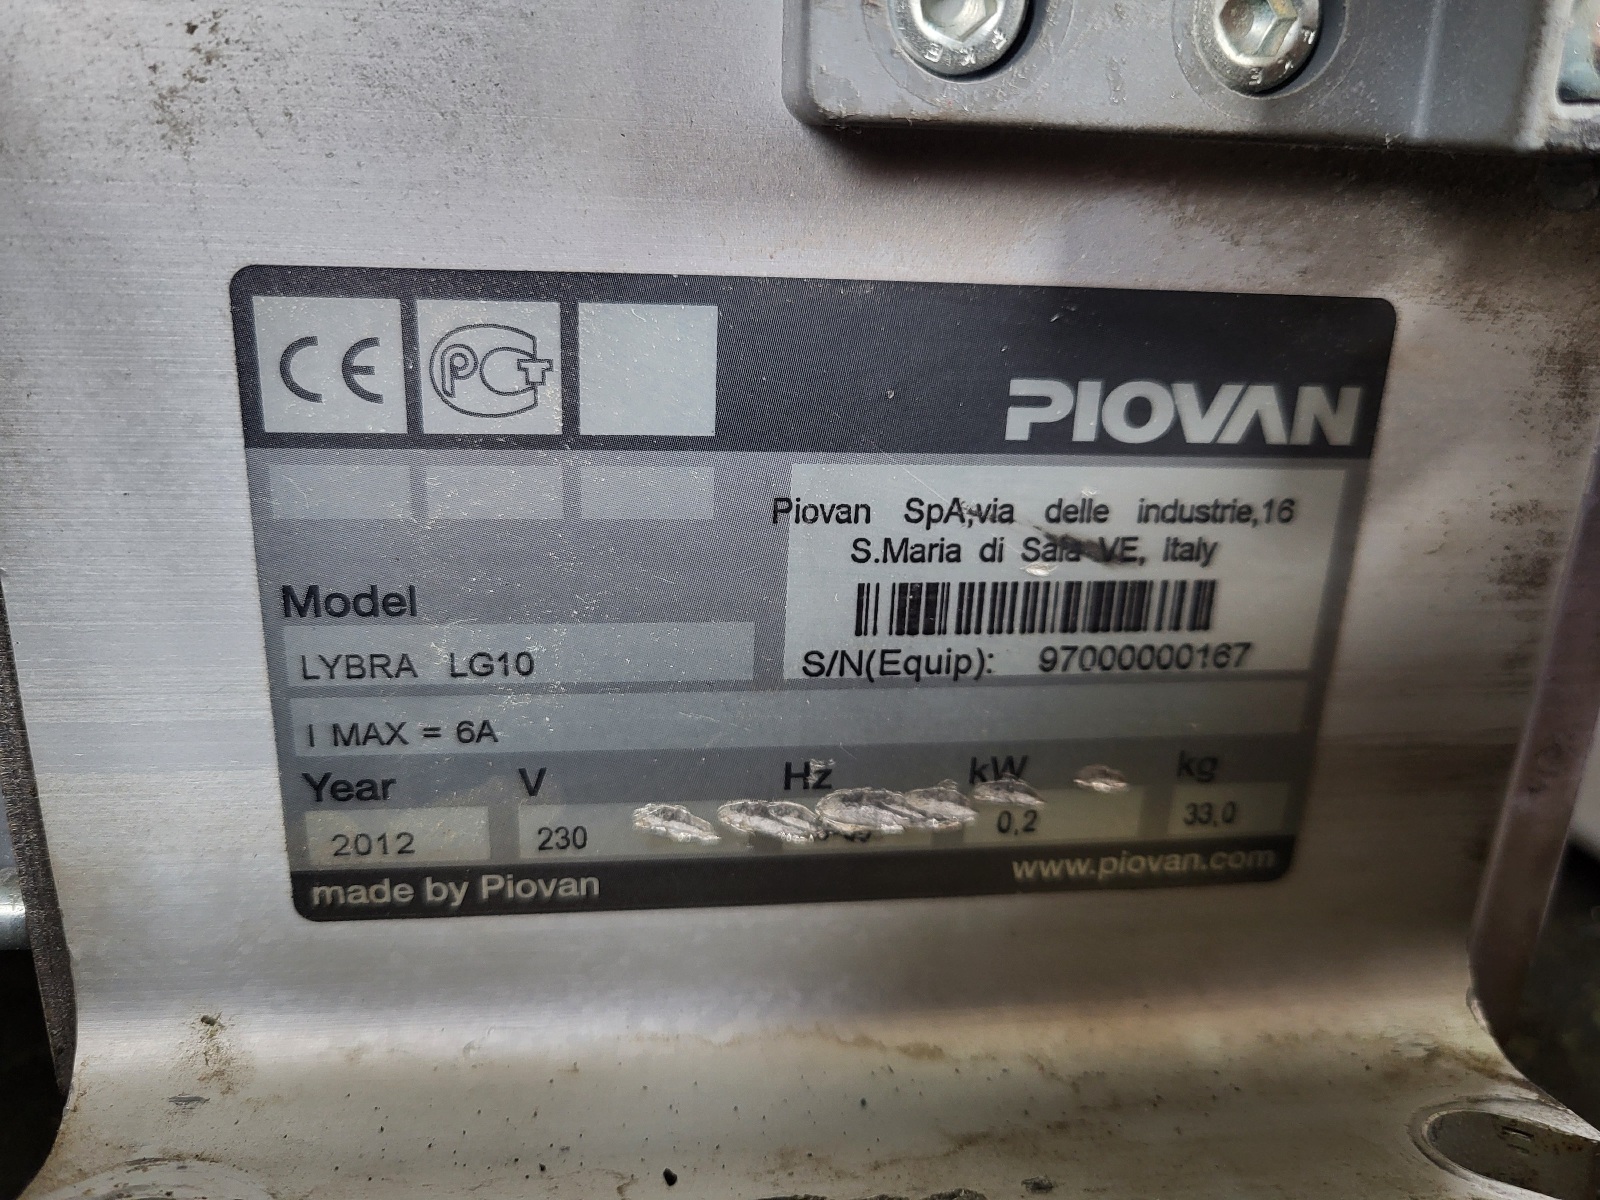 CE PCT
PIOVAN
Piovan SpA,via delle industrie,16
S.Maria di Sala VE, Italy
Model
LYBRA LG10
S/N(Equip): 97000000167
I MAX = 6A
Year V Hz kW kg
2012 230 0,2 33,0
made by Piovan www.piovan.com